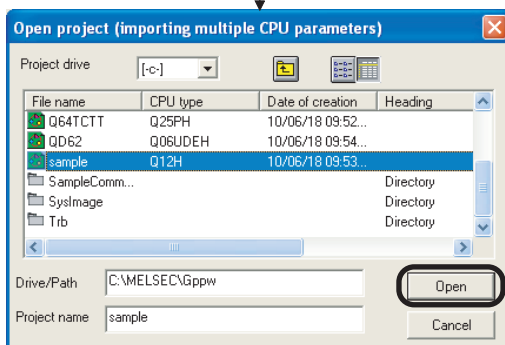 Open project (importing multiple CPU parameters)
Project drive [-c-]
File name CPU type Date of creation Heading
Q64TCTT Q25PH 10/06/18 09:52...
QD62 Q06UDEH 10/06/18 09:54...
sample Q12H 10/06/18 09:53...
SampleComm... Directory
SysImage Directory
Trb Directory
Drive/Path C:\MELSEC\Gppw Open
Project name sample Cancel